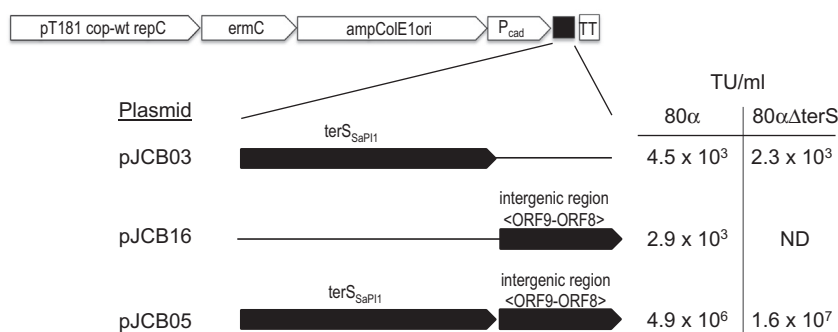 pT181 cop-wt repC ermC ampColE1ori Pcad TT
TU/ml
Plasmid 80α 80αΔterS
terSSaPI1
pJCB03 4.5 x 10³ 2.3 x 10³
intergenic region
<ORF9-ORF8>
pJCB16 2.9 x 10³ ND
intergenic region
terSSaPI1 <ORF9-ORF8>
pJCB05 4.9 x 10⁶ 1.6 x 10⁷